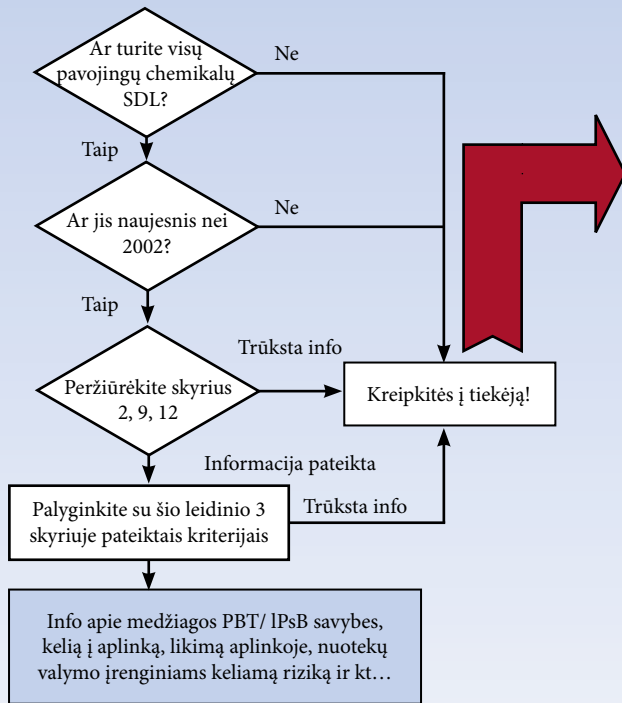 Ar turite visų
pavojingų chemikalų
SDL?
Ne
Taip
Ar jis naujesnis nei
2002?
Ne
Taip
Peržiūrėkite skyrius
2, 9, 12
Trūksta info
Kreipkitės į tiekėją!
Informacija pateikta
Palyginkite su šio leidinio 3
skyriuje pateiktais kriterijais
Trūksta info
Info apie medžiagos PBT/ lPsB savybes,
kelią į aplinką, likimą aplinkoje, nuotekų
valymo įrenginiams keliamą riziką ir kt…